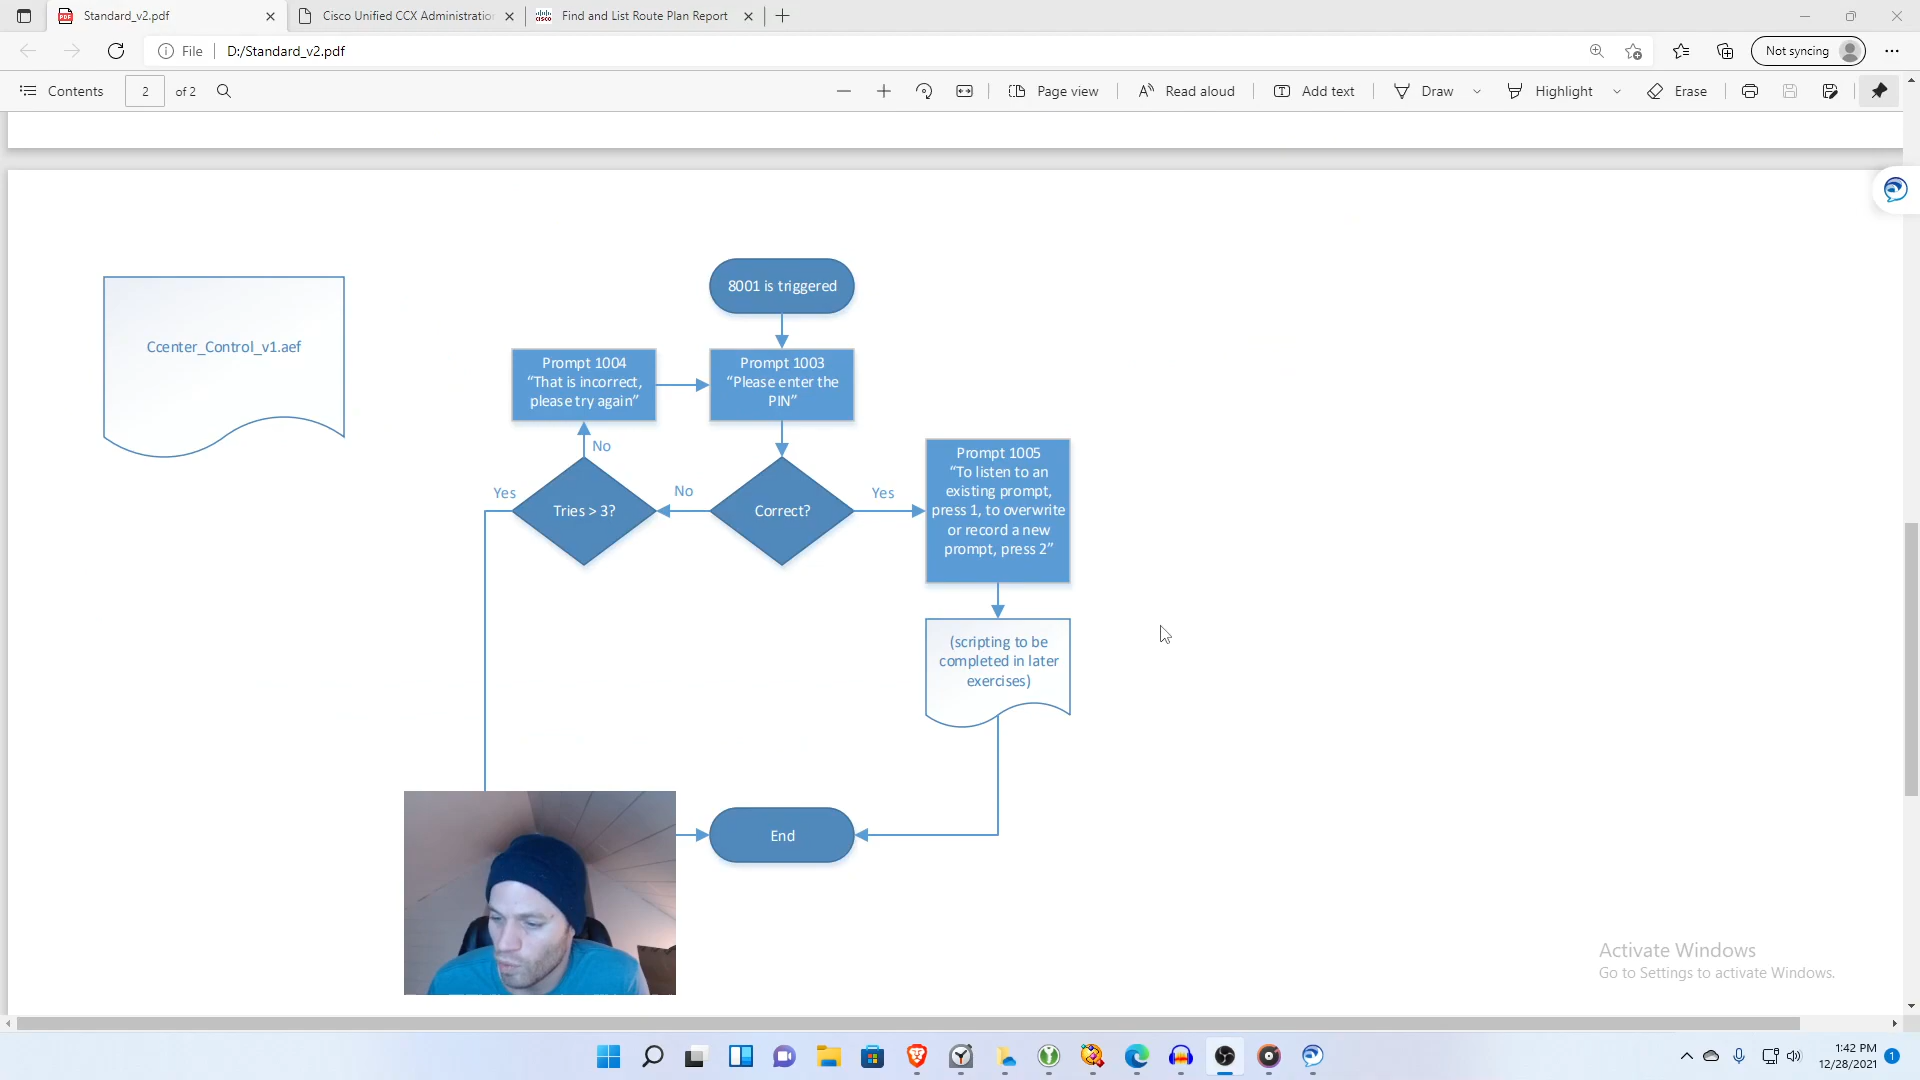 Standard_v2.pdf
Cisco Unified CCX Administratio
cisco
Find and List Route Plan Report
File
D:/Standard_v2.pdf
Not syncing
Contents
2
of 2
Page view
Read aloud
Add text
Draw
Highlight
Erase
Ccenter_Control_v1.aef
8001 is triggered
Prompt 1004
“That is incorrect,
please try again”
Prompt 1003
“Please enter the
PIN”
No
Yes
Tries > 3?
No
Correct?
Yes
Prompt 1005
“To listen to an
existing prompt,
press 1, to overwrite
or record a new
prompt, press 2”
(scripting to be
completed in later
exercises)
End
Activate Windows
Go to Settings to activate Windows.
1:42 PM
12/28/2021
1